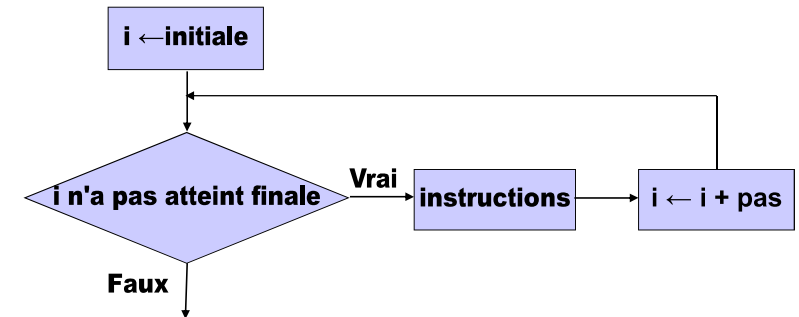 i ←initiale
i n'a pas atteint finale
Vrai
instructions
i ← i + pas
Faux